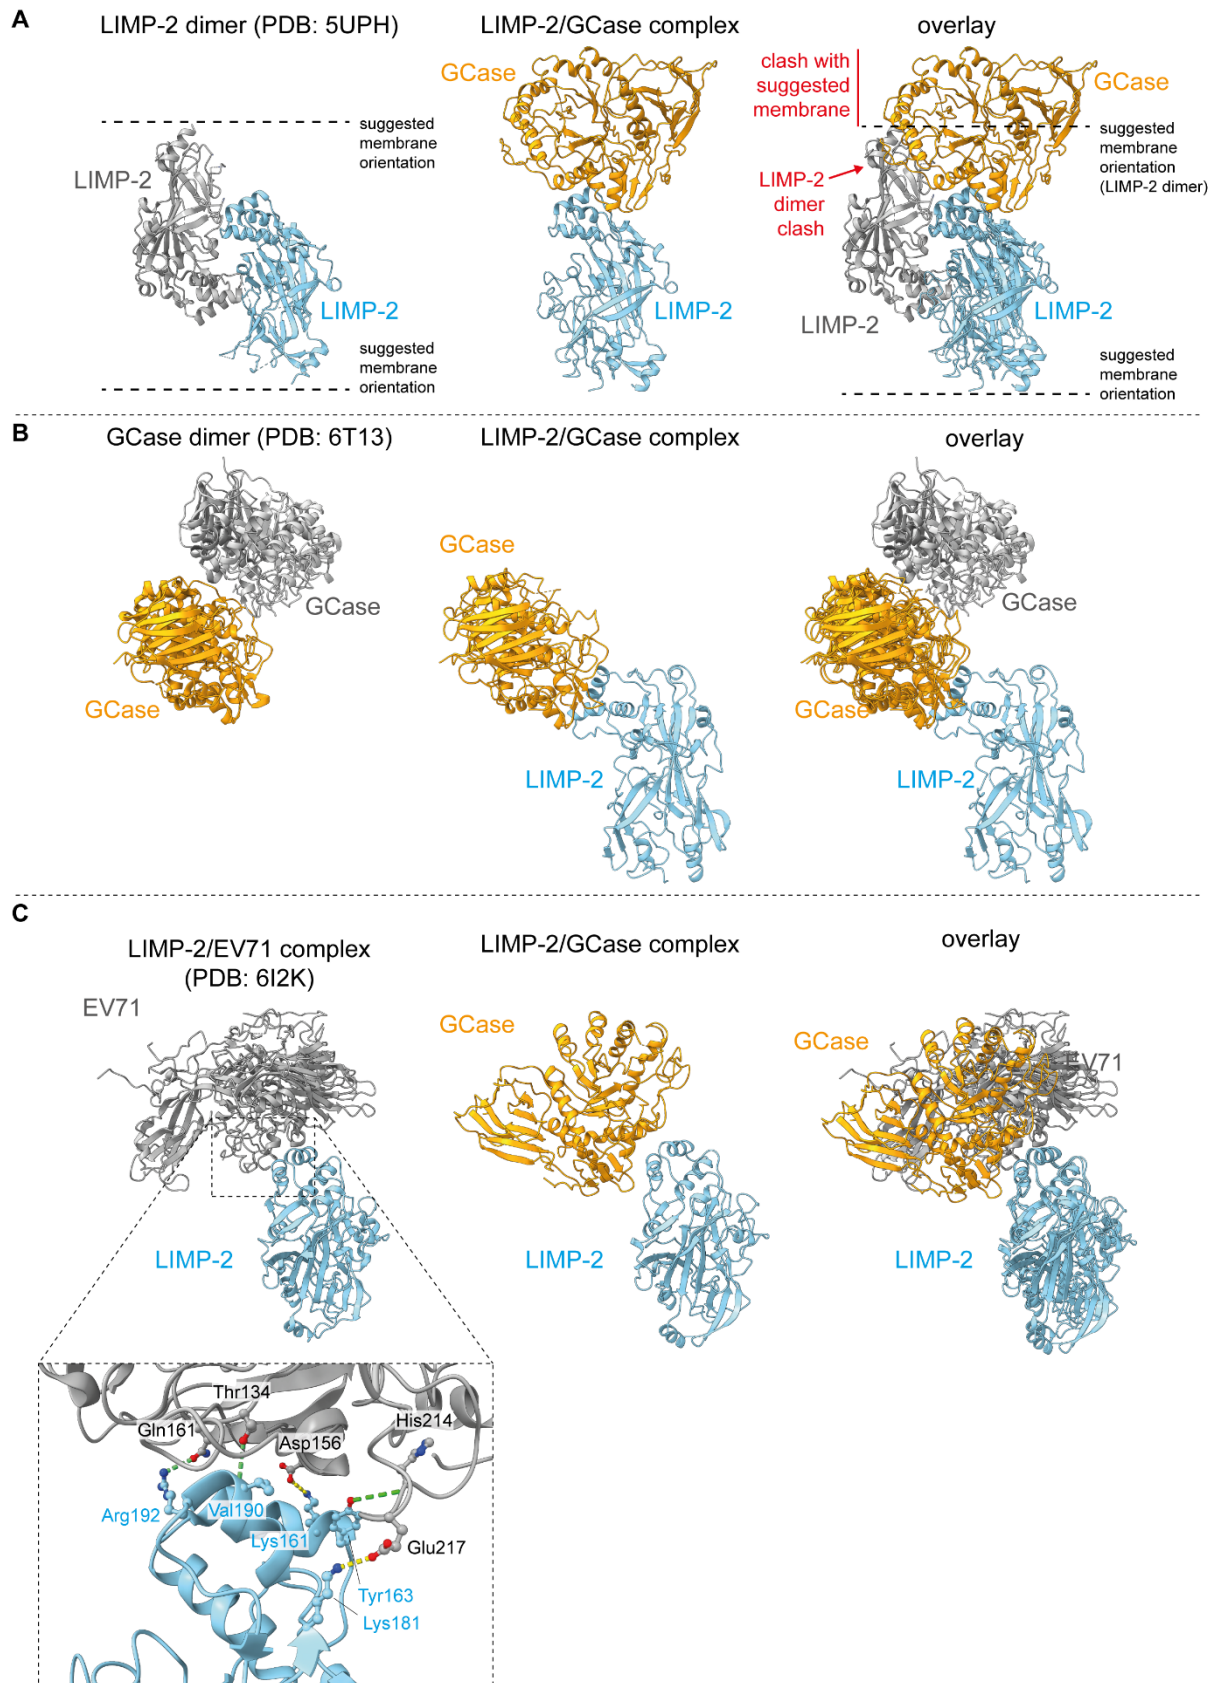 A
LIMP-2 dimer (PDB: 5UPH)
LIMP-2/GCase complex
overlay
suggested
membrane
orientation
LIMP-2
LIMP-2
suggested
membrane
orientation
GCase
LIMP-2
clash with
suggested
membrane
GCase
suggested
membrane
orientation
(LIMP-2 dimer)
LIMP-2
dimer
clash
LIMP-2
LIMP-2
suggested
membrane
orientation
B
GCase dimer (PDB: 6T13)
LIMP-2/GCase complex
overlay
GCase
GCase
GCase
LIMP-2
GCase
GCase
LIMP-2
C
LIMP-2/EV71 complex
(PDB: 6I2K)
LIMP-2/GCase complex
overlay
EV71
LIMP-2
GCase
LIMP-2
GCase
EV71
LIMP-2
Thr134
Gln161
Asp156
His214
Arg192
Val190
Lys161
Glu217
Tyr163
Lys181